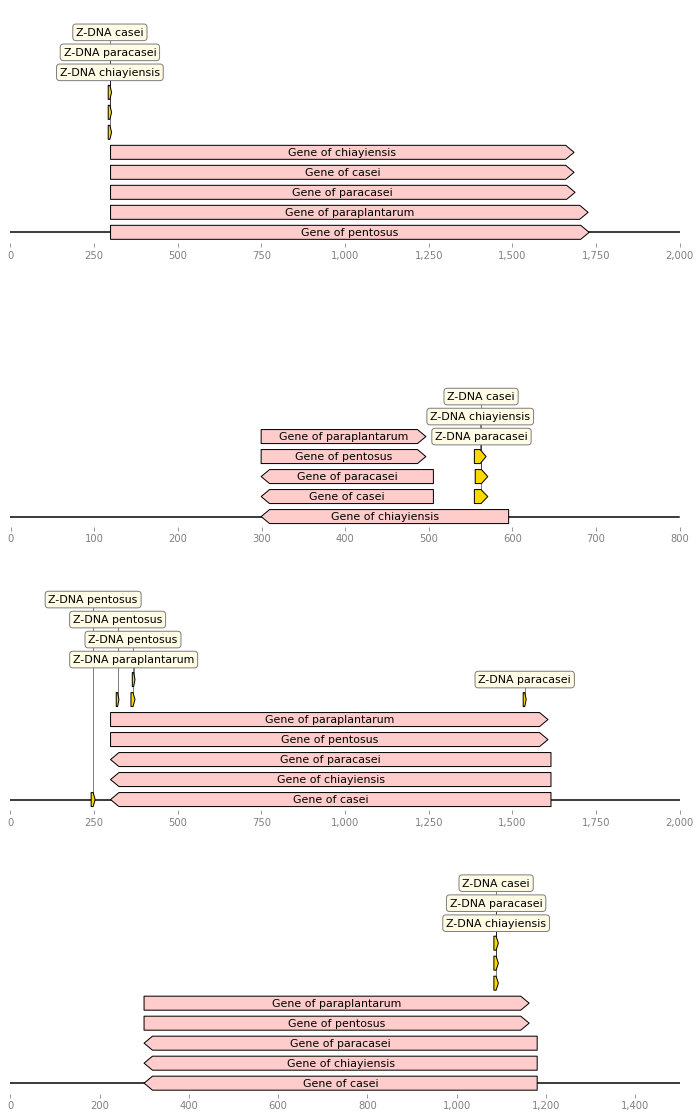 Z-DNA casei
Z-DNA paracasei
Z-DNA chiayiensis
Gene of chiayiensis
Gene of casei
Gene of paracasei
Gene of paraplantarum
Gene of pentosus
0 250 500 750 1,000 1,250 1,500 1,750 2,000
Z-DNA casei
Z-DNA chiayiensis
Gene of paraplantarum Z-DNA paracasei
Gene of pentosus
Gene of paracasei
Gene of casei
Gene of chiayiensis
0 100 200 300 400 500 600 700 800
Z-DNA pentosus
Z-DNA pentosus
Z-DNA pentosus
Z-DNA paraplantarum
Z-DNA paracasei
Gene of paraplantarum
Gene of pentosus
Gene of paracasei
Gene of chiayiensis
Gene of casei
0 250 500 750 1,000 1,250 1,500 1,750 2,000
Z-DNA casei
Z-DNA paracasei
Z-DNA chiayiensis
Gene of paraplantarum
Gene of pentosus
Gene of paracasei
Gene of chiayiensis
Gene of casei
0 200 400 600 800 1,000 1,200 1,400